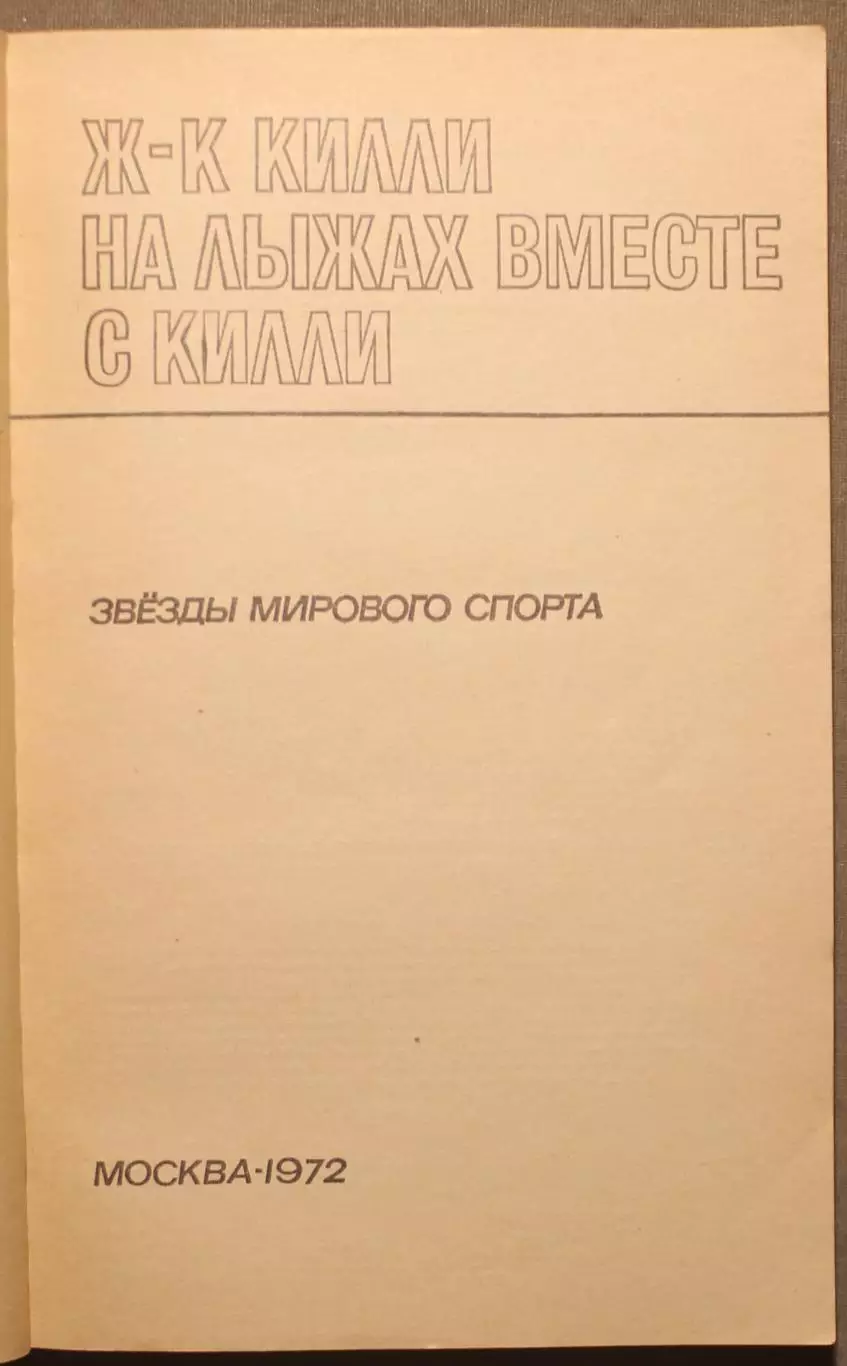 Ж-К КИЛЛИ
НА ЛЫЖАХ ВМЕСТЕ
С КИЛЛИ
ЗВЁЗДЫ МИРОВОГО СПОРТА
МОСКВА-1972